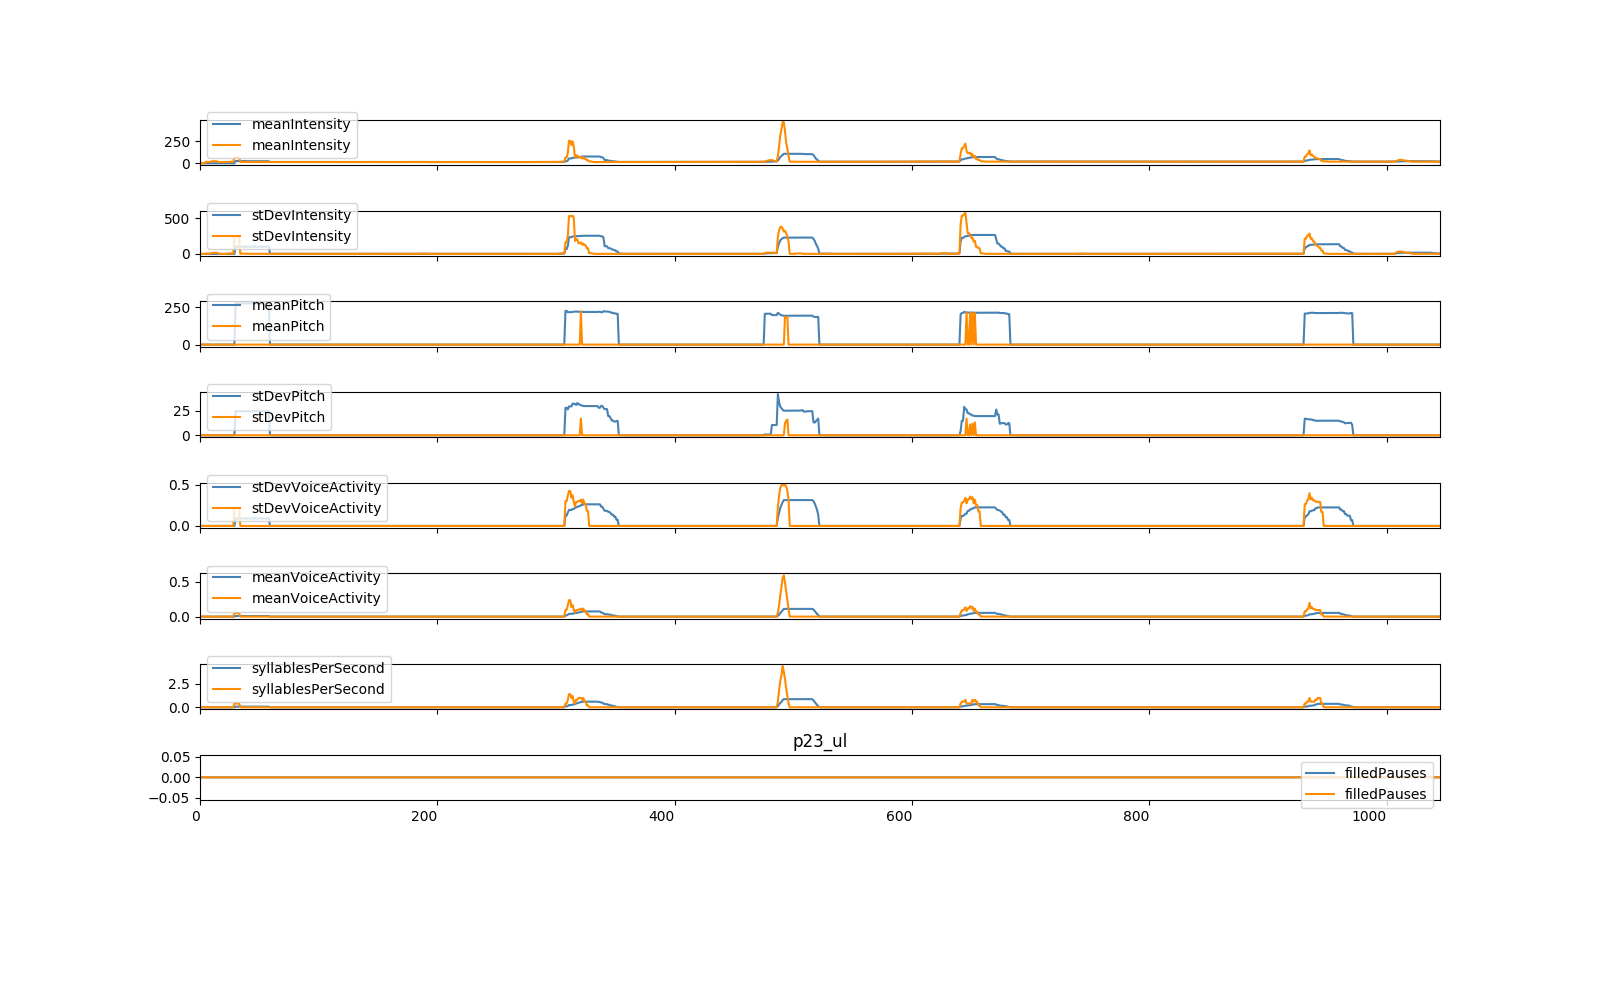 meanIntensity
meanIntensity
250
0
stDevIntensity
stDevIntensity
500
0
meanPitch
meanPitch
250
0
stDevPitch
stDevPitch
25
0
stDevVoiceActivity
stDevVoiceActivity
0.5
0.0
meanVoiceActivity
meanVoiceActivity
0.5
0.0
syllablesPerSecond
syllablesPerSecond
2.5
0.0
p23_ul
0.05
0.00
−0.05
filledPauses
filledPauses
0 200 400 600 800 1000